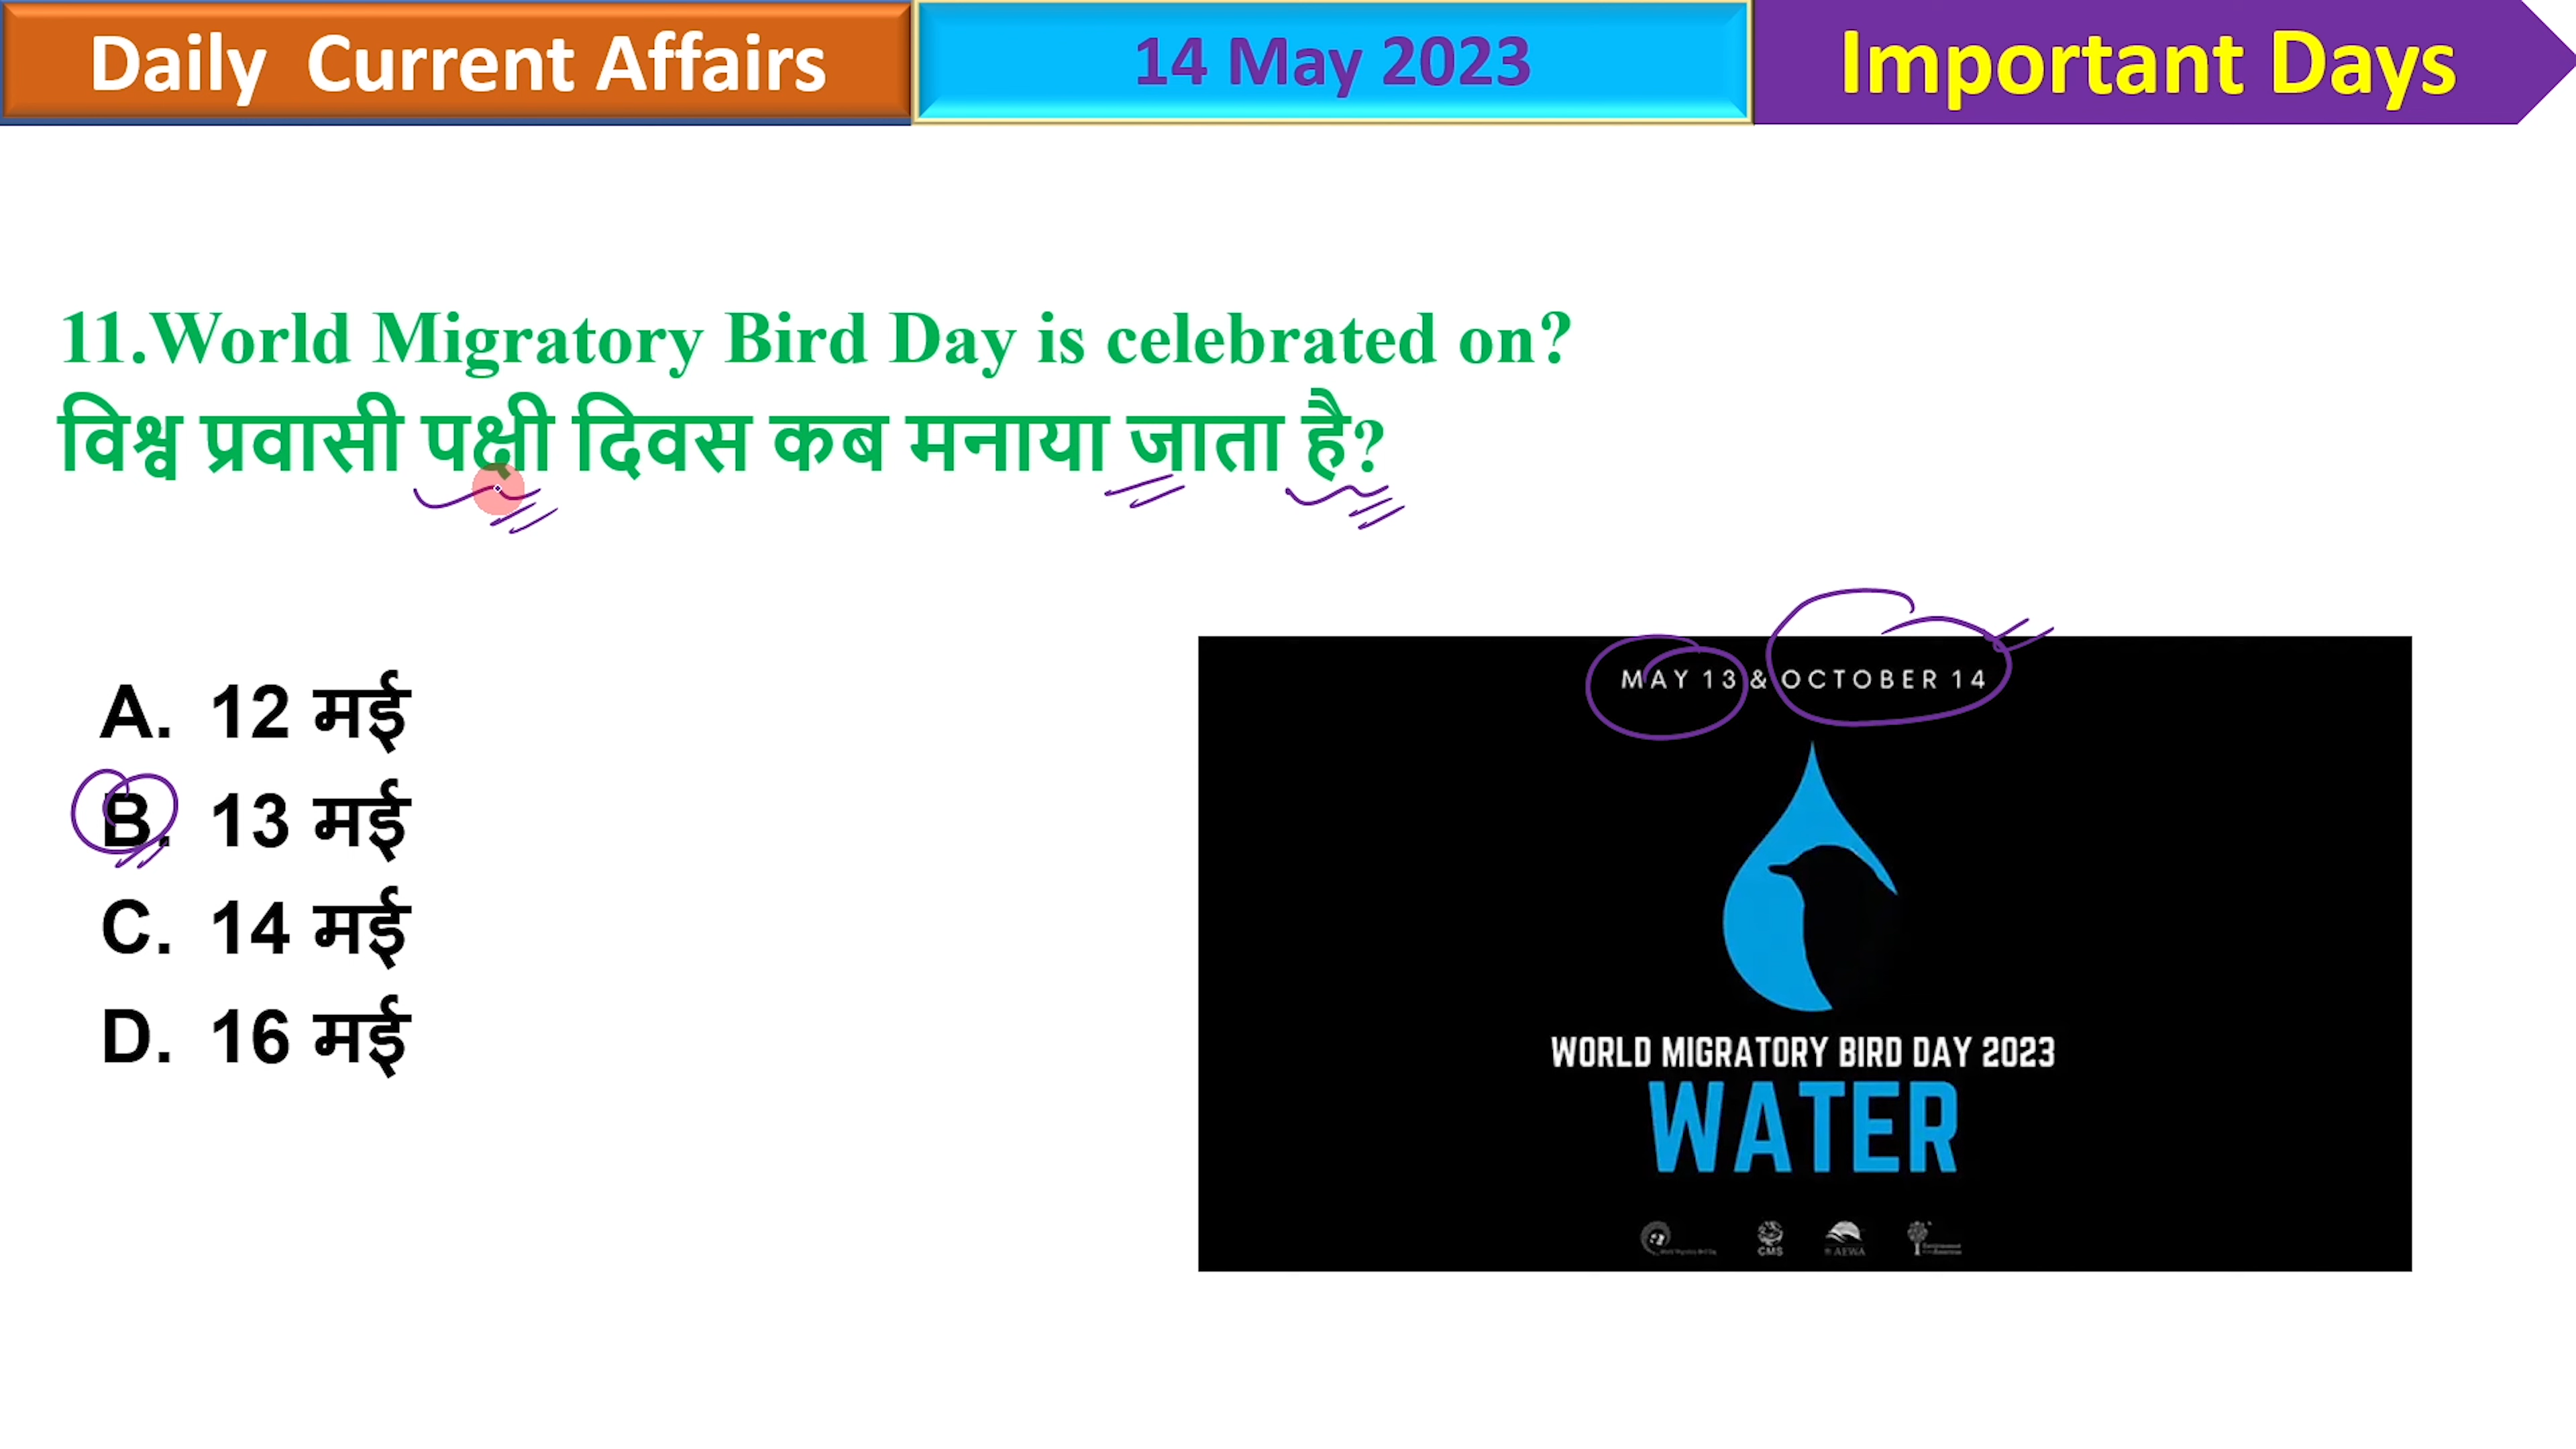 Daily Current Affairs
14 May 2023
Important Days
11.World Migratory Bird Day is celebrated on?
विश्व प्रवासी पक्षी दिवस कब मनाया जाता है?
A. 12 मई
B. 13 मई
C. 14 मई
D. 16 मई
MAY 13 & OCTOBER 14
WORLD MIGRATORY BIRD DAY 2023
WATER
CMS
AEWA